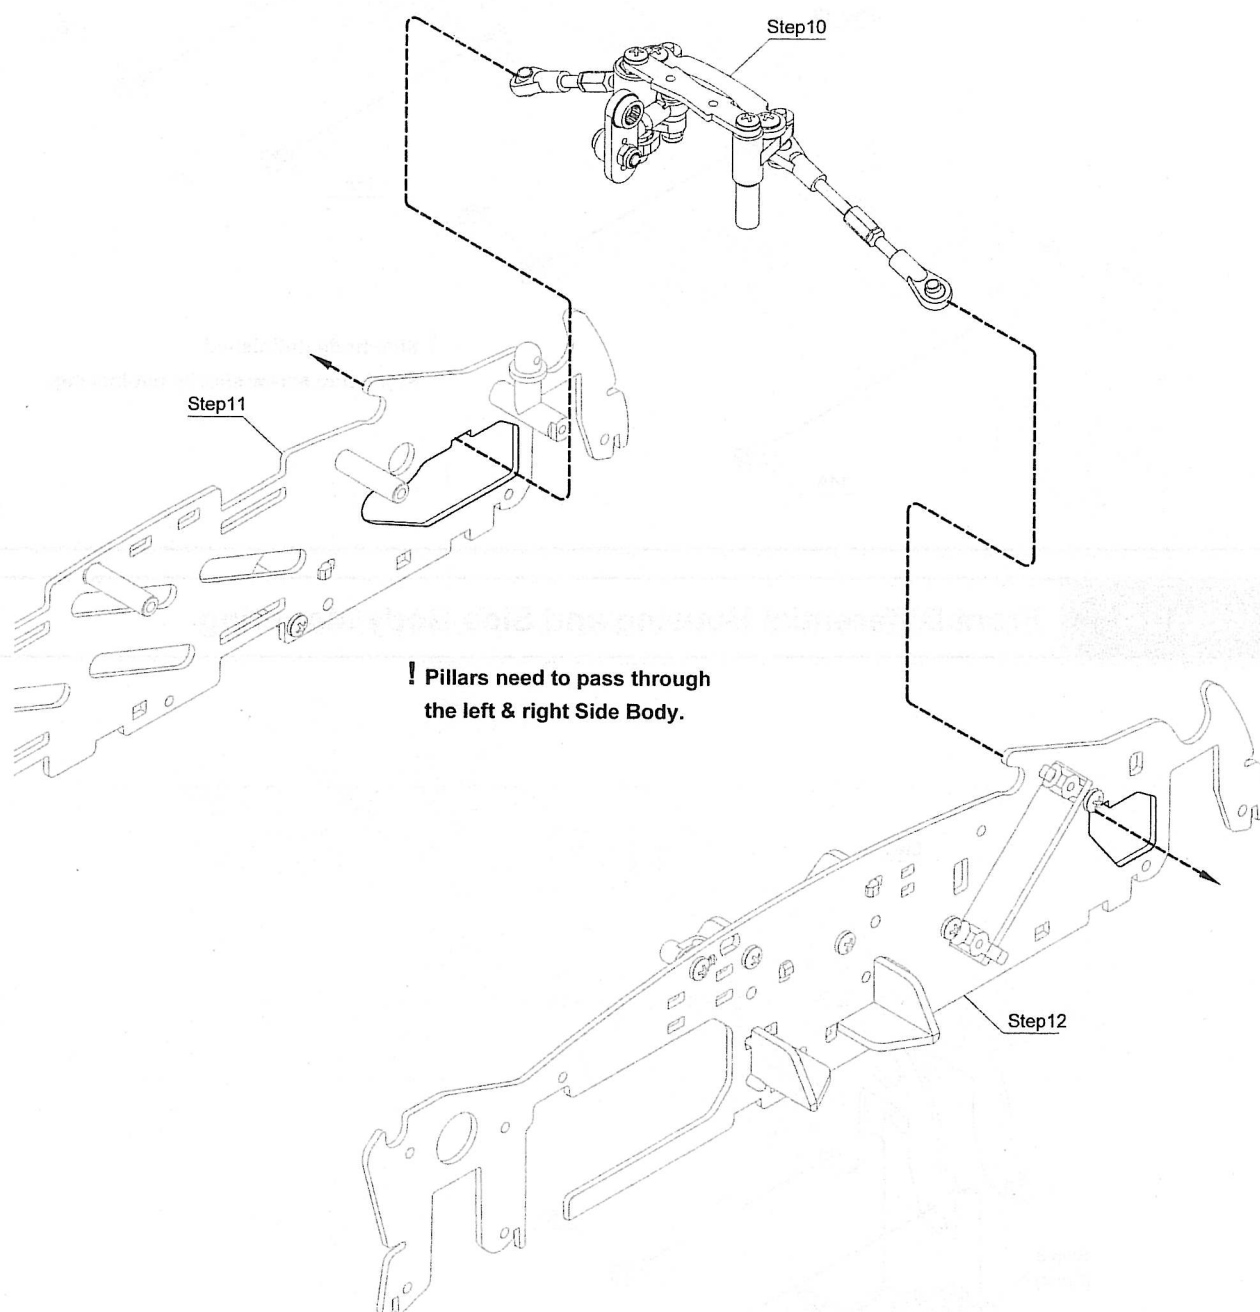 Step10
Step11
! Pillars need to pass through
the left & right Side Body.
Step12